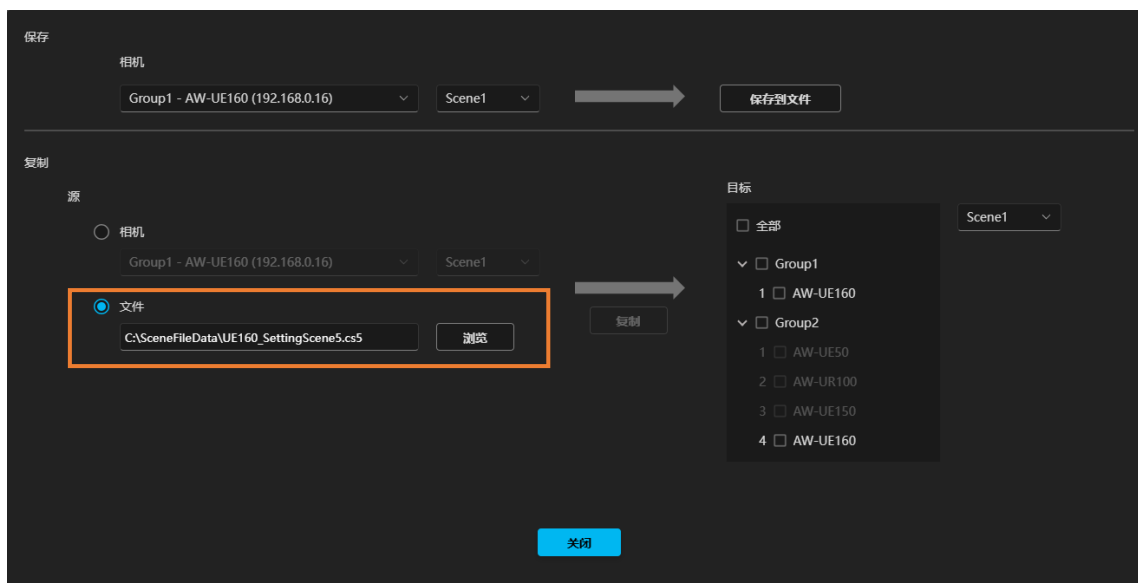 保存
相机
Group1 - AW-UE160 (192.168.0.16) Scene1 保存到文件
复制
源
目标
全部 Scene1
相机
Group1 - AW-UE160 (192.168.0.16) Scene1
Group1
1 AW-UE160
文件
C:\SceneFileData\UE160_SettingScene5.cs5 浏览
复制
Group2
1 AW-UE50
2 AW-UR100
3 AW-UE150
4 AW-UE160
关闭